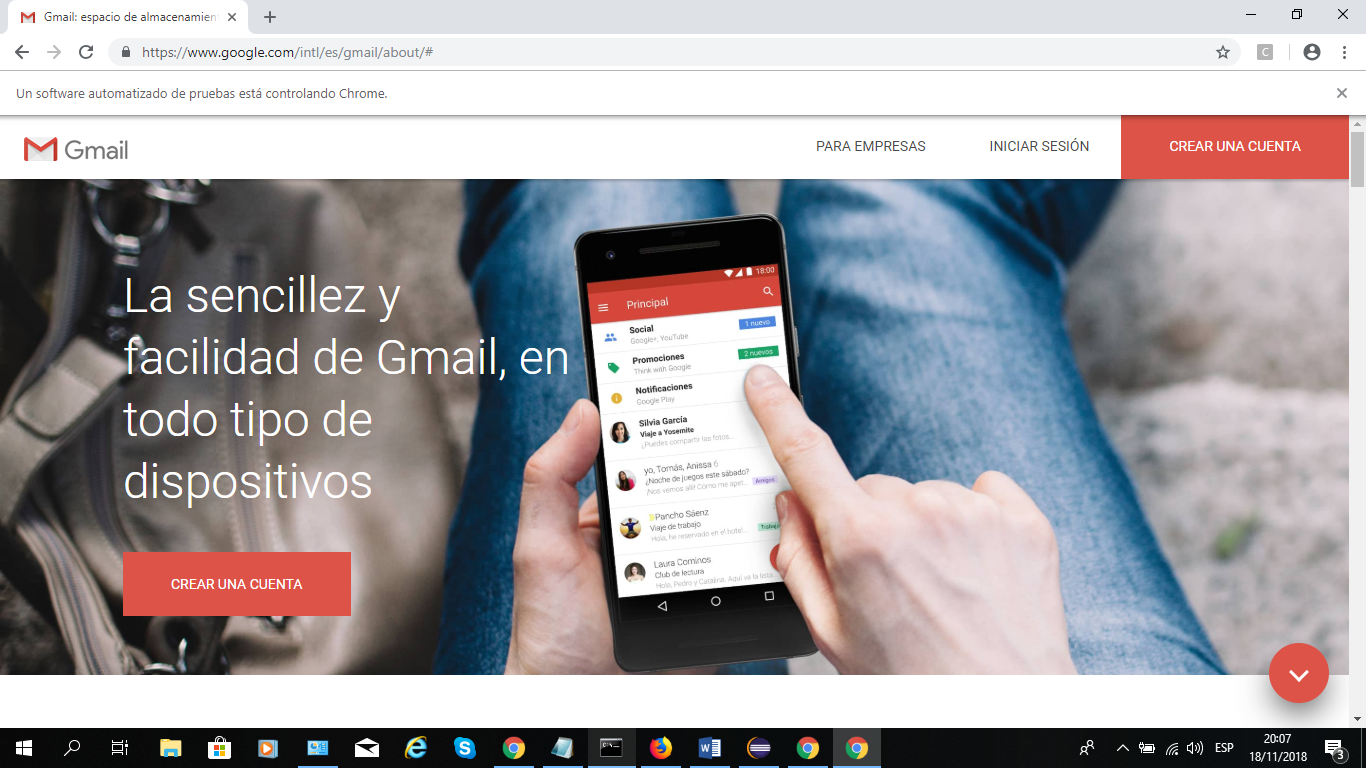 Gmail: espacio de almacenamien
https://www.google.com/intl/es/gmail/about/#
C
Un software automatizado de pruebas está controlando Chrome.
Gmail
PARA EMPRESAS
INICIAR SESIÓN
CREAR UNA CUENTA
La sencillez y
facilidad de Gmail, en
todo tipo de
dispositivos
CREAR UNA CUENTA
18:00
Principal
Social
1 nuevo
Google+, YouTube
Promociones
2 nuevos
Think with Google
Notificaciones
Google Play
Silvia García
Viaje a Yosemite
¿Puedes compartir las fotos...
yo, Tomás, Anissa 6
¿Noche de juegos este sábado?
¡Nos vemos allí! Cómo me apet...
Amigos
Pancho Sáenz
Viaje de trabajo
Hola, he reservado en el hotel...
Trabajo
Laura Cominos
Club de lectura
Hola, Pedro y Catalina. Aquí va la lista
ESP
20:07
18/11/2018
3